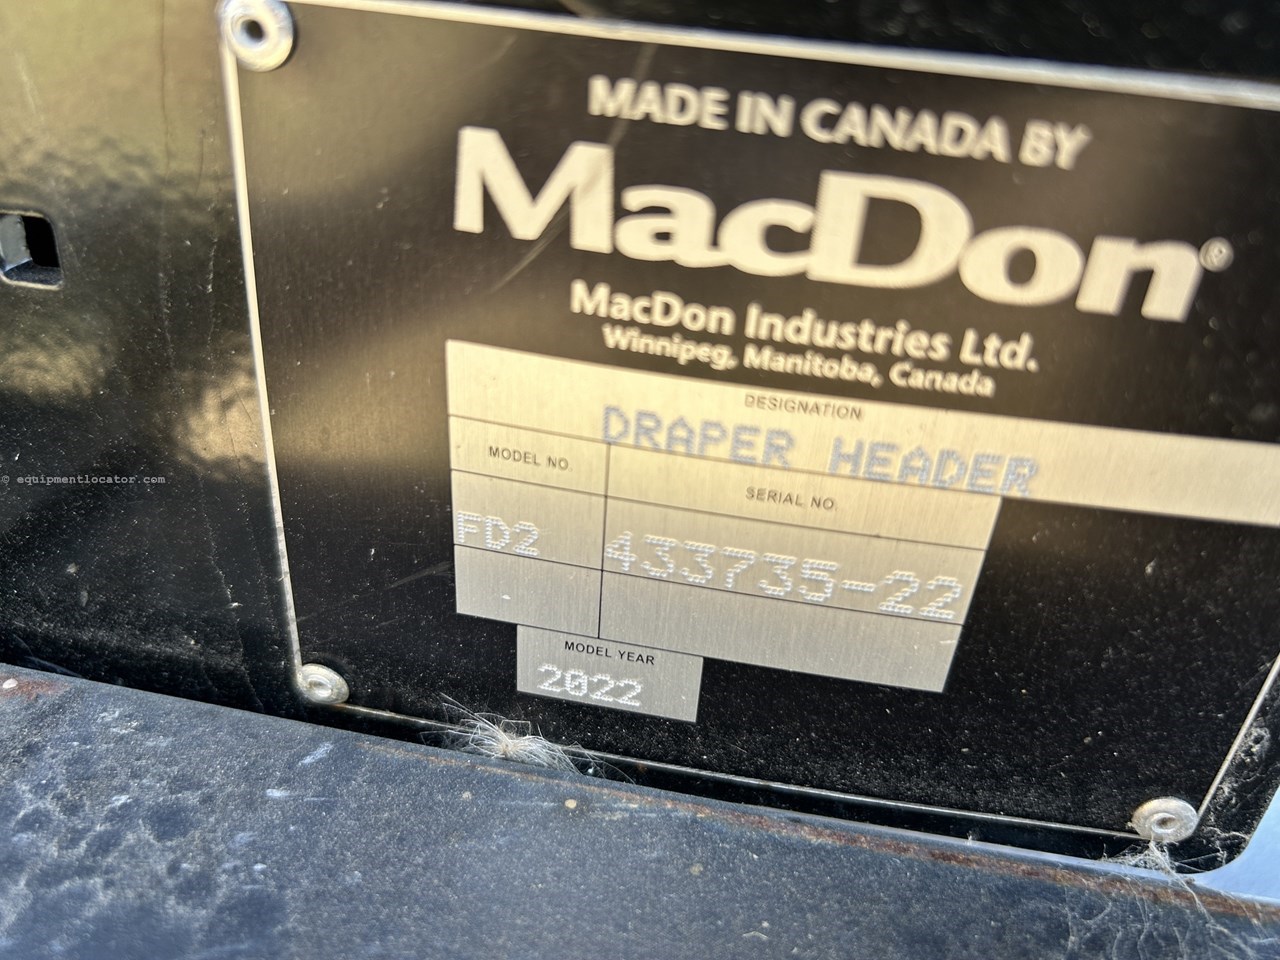 MADE IN CANADA BY
MacDon®
MacDon Industries Ltd.
Winnipeg, Manitoba, Canada
DESIGNATION
DRAPER HEADER
MODEL NO.
SERIAL NO.
FD2
433735-22
MODEL YEAR
2022
© equipmentlocator.com